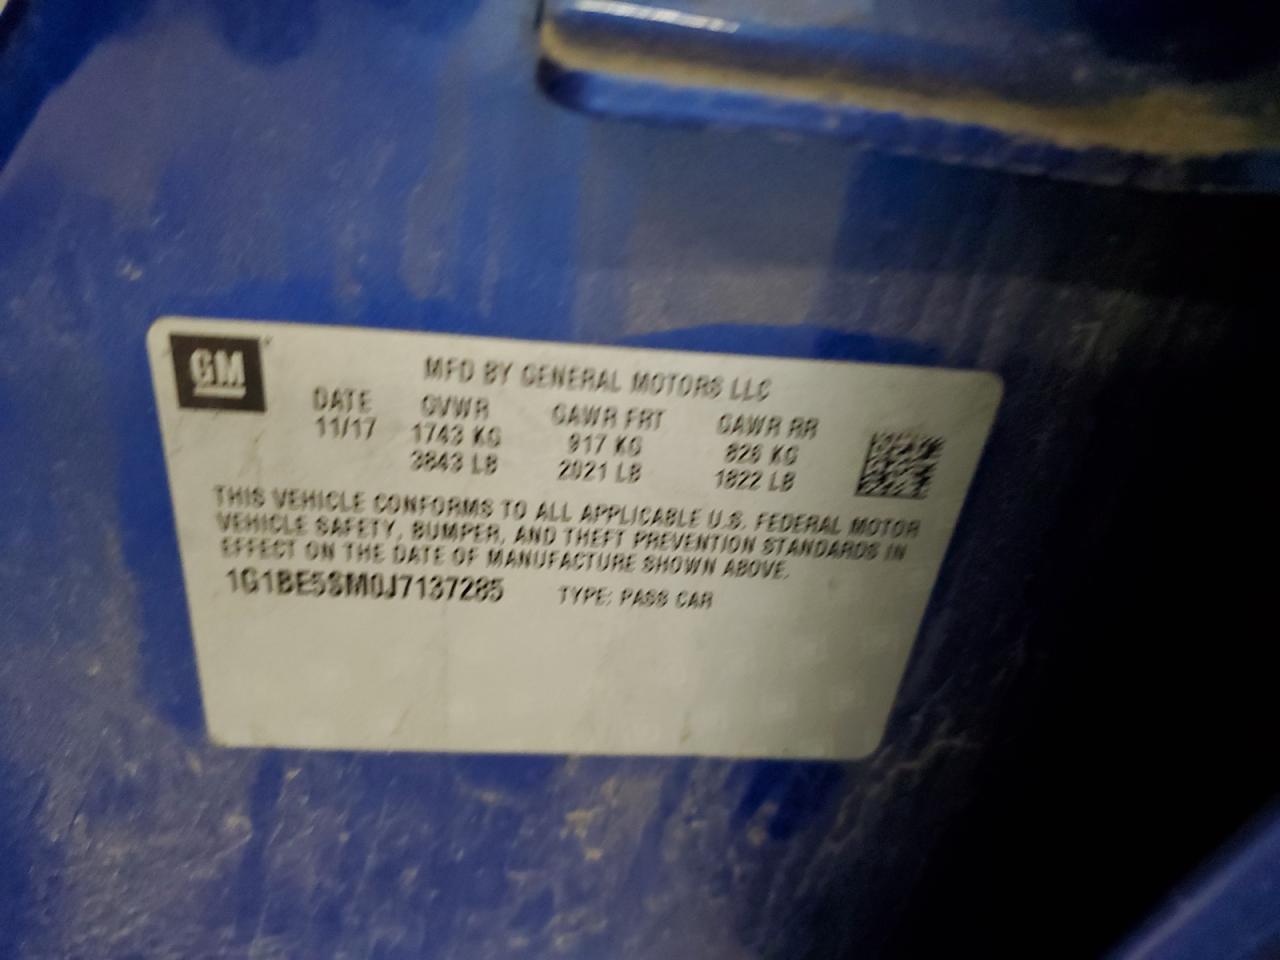 GM
MFD BY GENERAL MOTORS LLC
DATE GVWR GAWR FRT GAWR RR
11/17 1743 KG 917 KG 826 KG
3843 LB 2021 LB 1822 LB
THIS VEHICLE CONFORMS TO ALL APPLICABLE U.S. FEDERAL MOTOR
VEHICLE SAFETY, BUMPER, AND THEFT PREVENTION STANDARDS IN
EFFECT ON THE DATE OF MANUFACTURE SHOWN ABOVE.
1G1BE5SM0J7137285 TYPE: PASS CAR